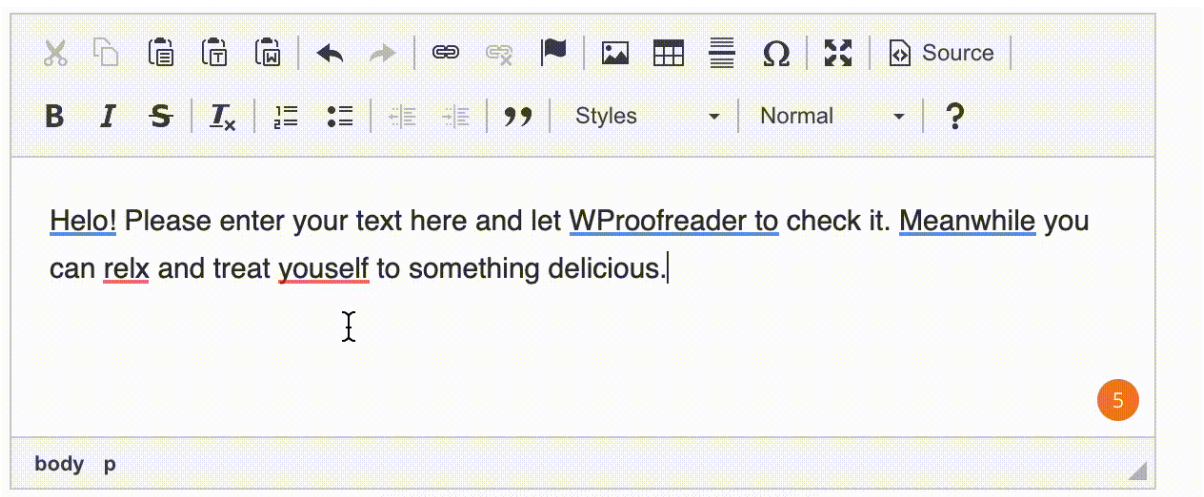 Source
B I S Tx Styles Normal ?
Helo! Please enter your text here and let WProofreader to check it. Meanwhile you
can relx and treat youself to something delicious.
5
body p